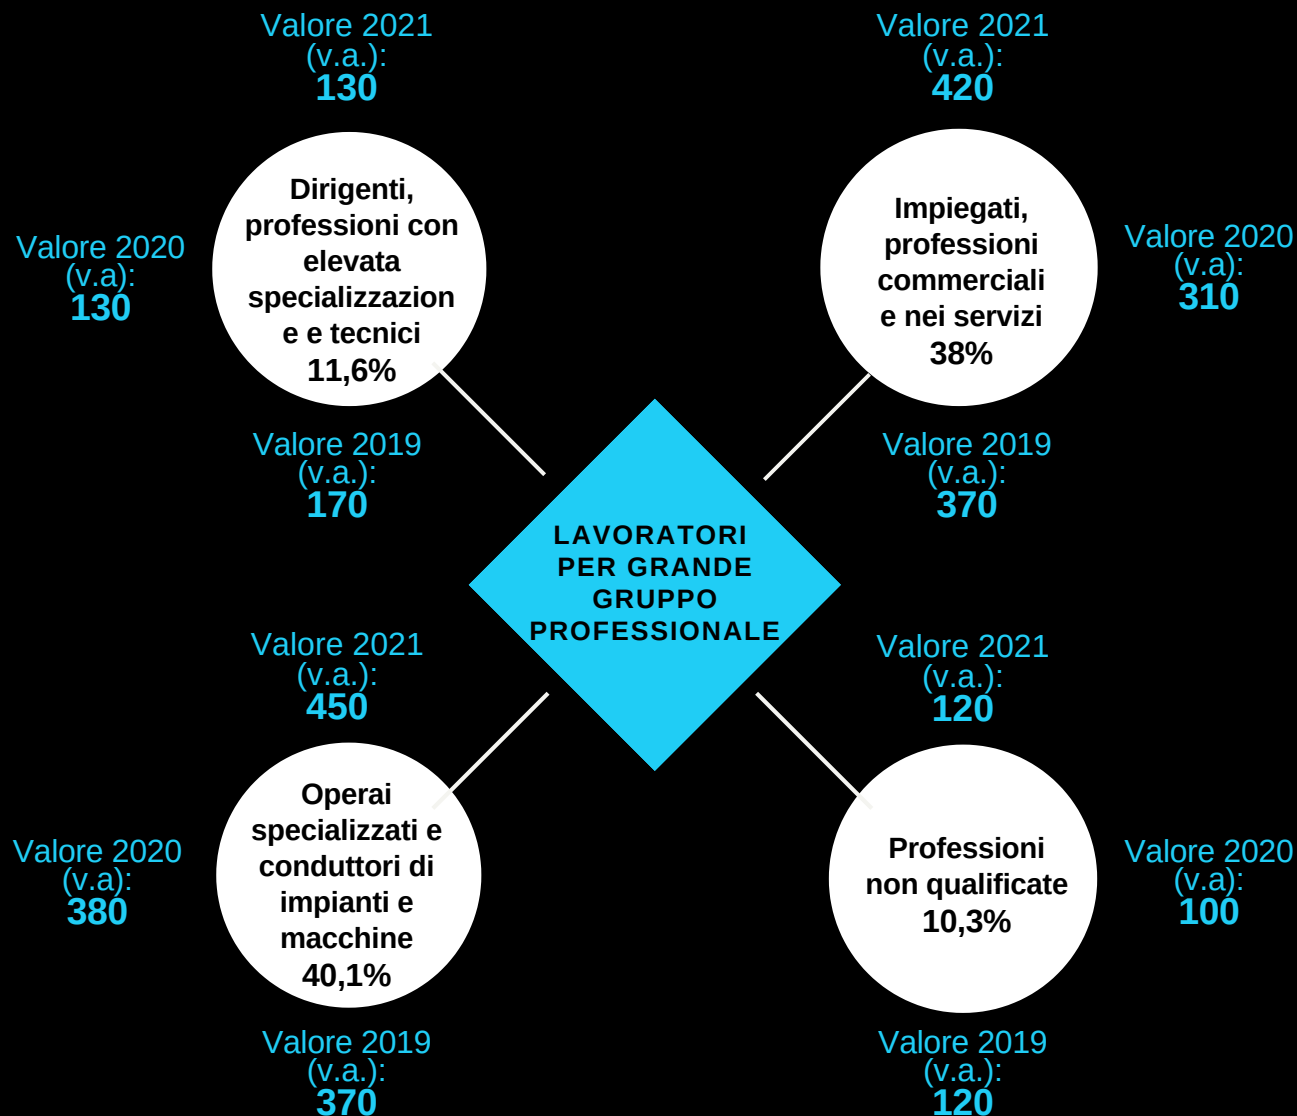 Valore 2021
(v.a.):
130
Valore 2020
(v.a):
130
Dirigenti,
professioni con
elevata
specializzazion
e e tecnici
11,6%
Valore 2019
(v.a.):
170
Valore 2021
(v.a.):
420
Impiegati,
professioni
commerciali
e nei servizi
38%
Valore 2020
(v.a):
310
Valore 2019
(v.a.):
370
LAVORATORI
PER GRANDE
GRUPPO
PROFESSIONALE
Valore 2021
(v.a.):
450
Valore 2020
(v.a):
380
Operai
specializzati e
conduttori di
impianti e
macchine
40,1%
Valore 2019
(v.a.):
370
Valore 2021
(v.a.):
120
Professioni
non qualificate
10,3%
Valore 2020
(v.a):
100
Valore 2019
(v.a.):
120